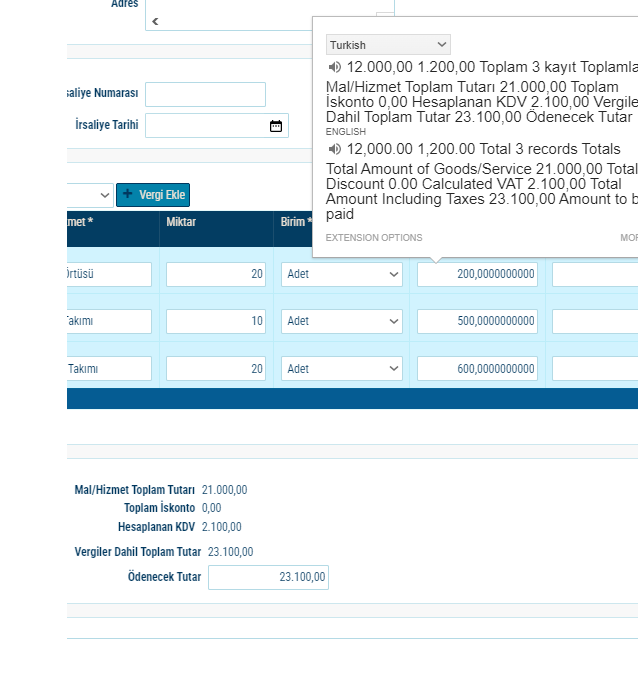 Adres
Turkish
12.000,00 1.200,00 Toplam 3 kayıt Toplamla
Mal/Hizmet Toplam Tutarı 21.000,00 Toplam
İskonto 0,00 Hesaplanan KDV 2.100,00 Vergile
Dahil Toplam Tutar 23.100,00 Ödenecek Tutar
ENGLISH
12,000.00 1,200.00 Total 3 records Totals
Total Amount of Goods/Service 21.000,00 Total
Discount 0.00 Calculated VAT 2.100,00 Total
Amount Including Taxes 23.100,00 Amount to b
paid
EXTENSION OPTIONS MOR
saliye Numarası
İrsaliye Tarihi
Vergi Ekle
met * Miktar Birim *
Örtüsü 20 Adet 200,0000000000
Takımı 10 Adet 500,0000000000
Takımı 20 Adet 600,0000000000
Mal/Hizmet Toplam Tutarı 21.000,00
Toplam İskonto 0,00
Hesaplanan KDV 2.100,00
Vergiler Dahil Toplam Tutar 23.100,00
Ödenecek Tutar 23.100,00